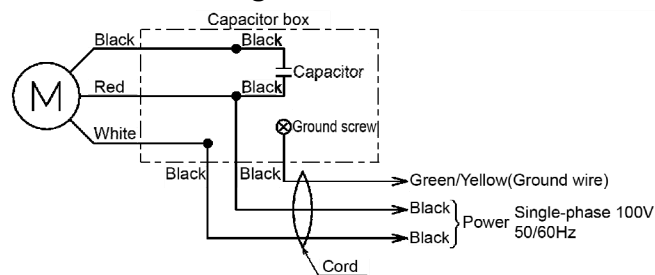 Capacitor box
Black Black
Capacitor
Red Black
M
Ground screw
White
Black Black
Green/Yellow(Ground wire)
Black
Power Single-phase 100V
50/60Hz
Black
Cord